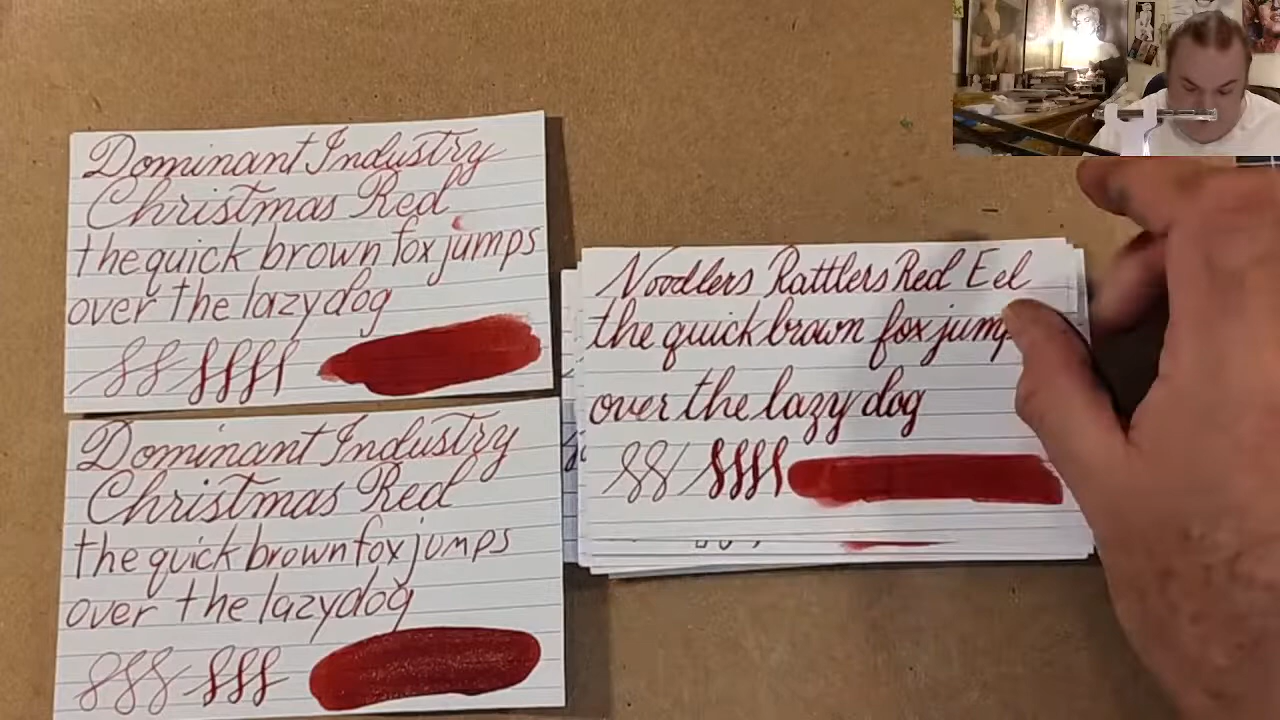 Dominant Industry
Christmas Red
the quick brown fox jumps
over the lazy dog
Dominant Industry
Christmas Red
the quick brown fox jumps
over the lazy dog
Noodlers Rattlers Red Eel
the quick brown fox jump
over the lazy dog